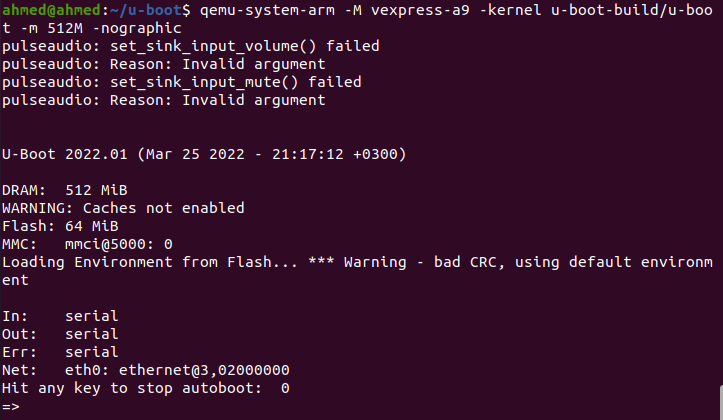 ahmed@ahmed:~/u-boot$ qemu-system-arm -M vexpress-a9 -kernel u-boot-build/u-boo
t -m 512M -nographic
pulseaudio: set_sink_input_volume() failed
pulseaudio: Reason: Invalid argument
pulseaudio: set_sink_input_mute() failed
pulseaudio: Reason: Invalid argument
U-Boot 2022.01 (Mar 25 2022 - 21:17:12 +0300)
DRAM:  512 MiB
WARNING: Caches not enabled
Flash: 64 MiB
MMC:   mmci@5000: 0
Loading Environment from Flash... *** Warning - bad CRC, using default environm
ent
In:    serial
Out:   serial
Err:   serial
Net:   eth0: ethernet@3,02000000
Hit any key to stop autoboot:  0
=>